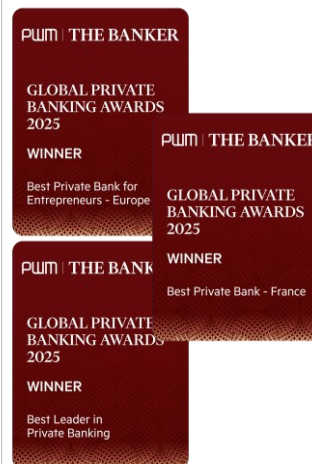 PWM | THE BANKER
GLOBAL PRIVATE
BANKING AWARDS
2025
WINNER
Best Private Bank for
Entrepreneurs - Europe
PWM | THE BANKER
GLOBAL PRIVATE
BANKING AWARDS
2025
WINNER
Best Private Bank - France
PWM | THE BANK
GLOBAL PRIVATE
BANKING AWARDS
2025
WINNER
Best Leader in
Private Banking